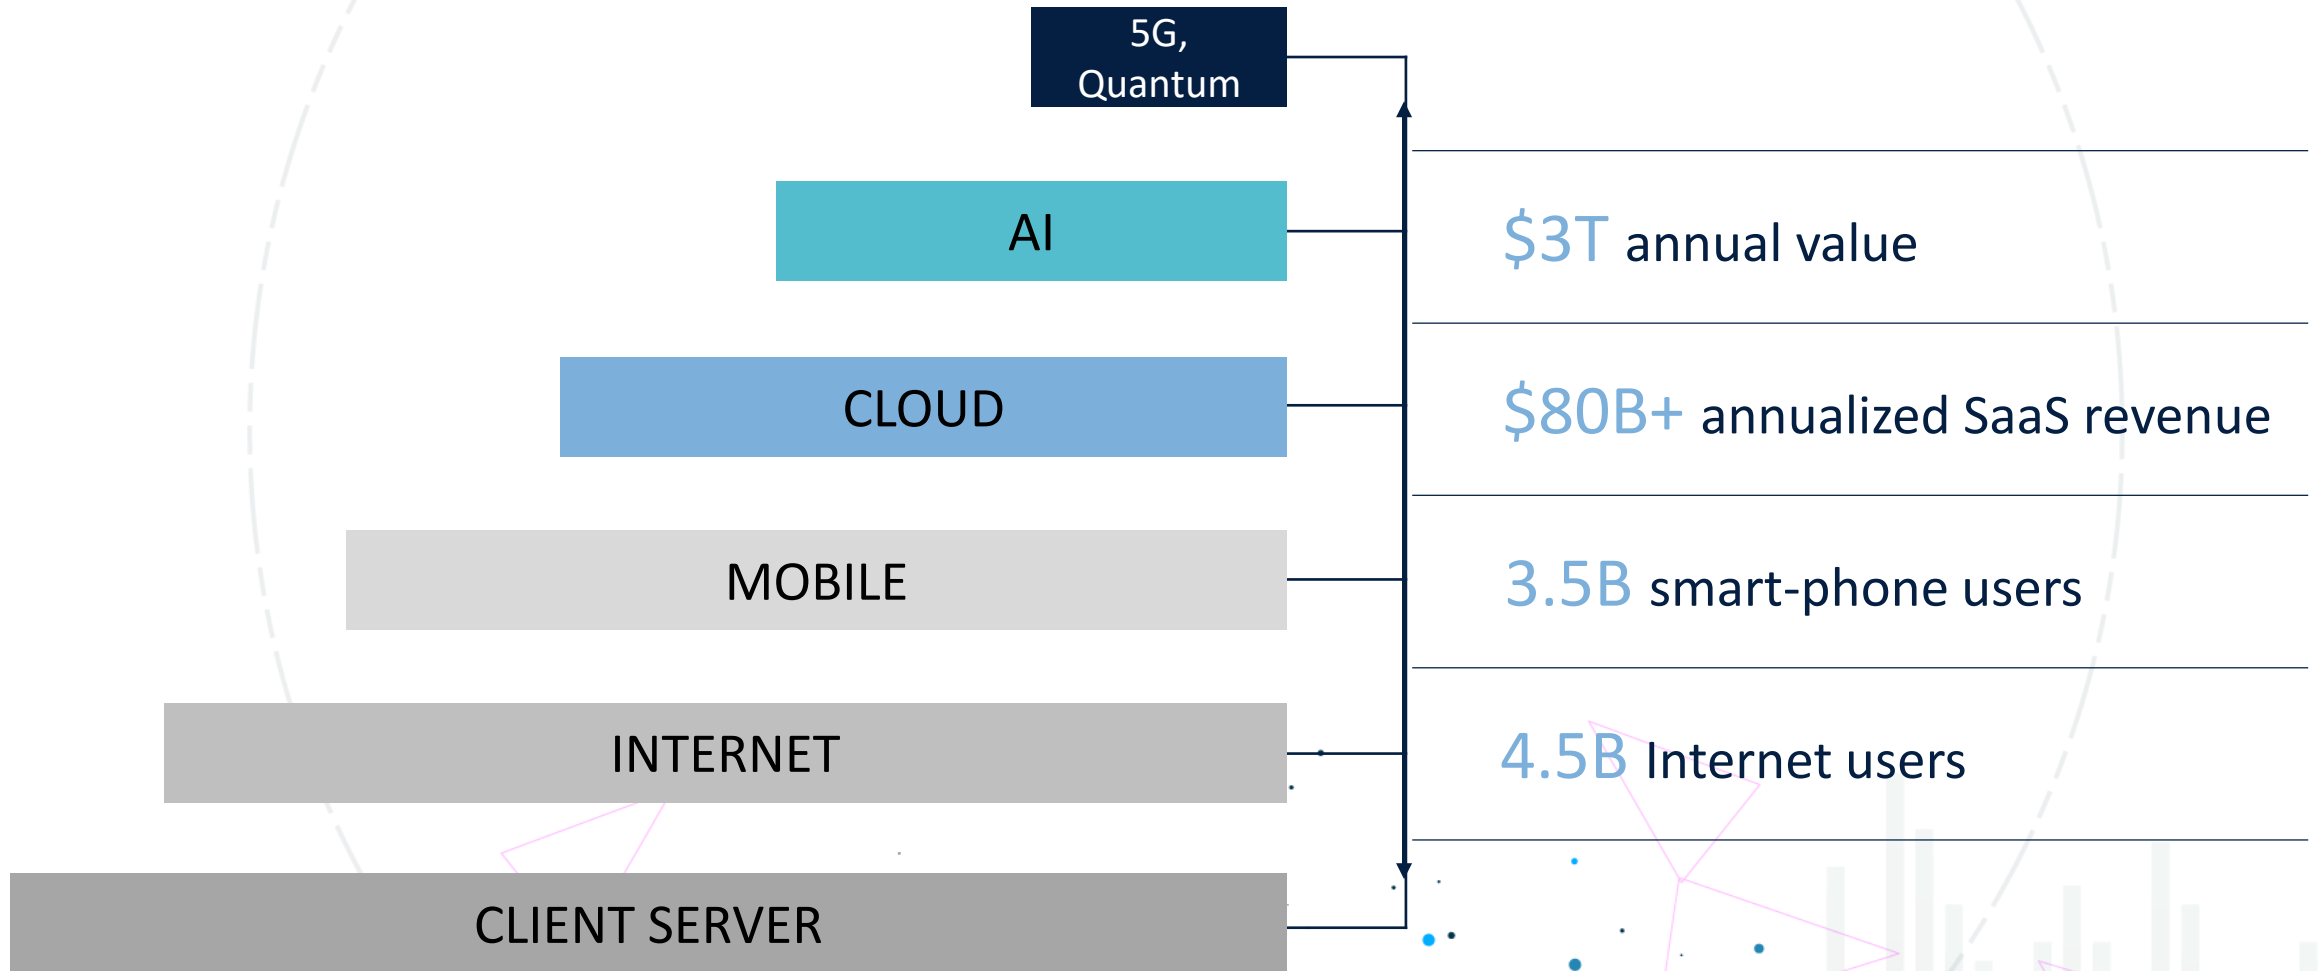 5G,
Quantum
AI
$3T annual value
CLOUD
$80B+ annualized SaaS revenue
MOBILE
3.5B smart-phone users
INTERNET
4.5B Internet users
CLIENT SERVER